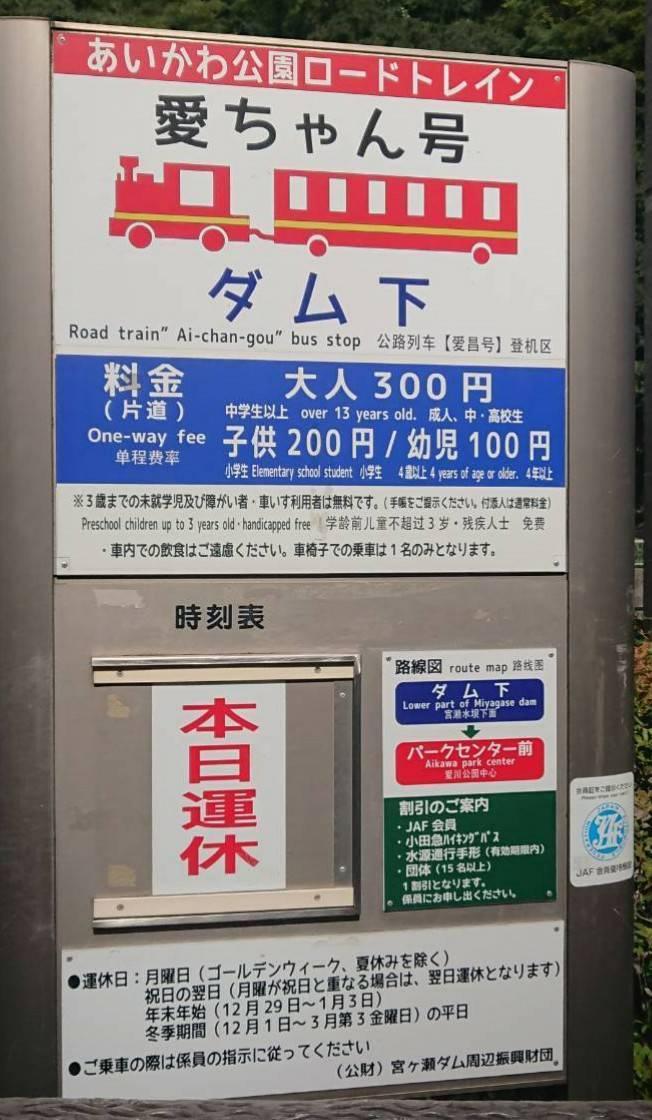 あいかわ公園ロードトレイン
愛ちゃん号
ダム下
Road train” Ai-chan-gou” bus stop 公路列车【爱昌号】登机区
料金
(片道)
One-way fee
单程费率
大人 300 円
中学生以上 over 13 years old. 成人、中・高校生
子供 200 円 / 幼児 100 円
小学生 Elementary school student 小学生 4歳以上 4 years of age or older. 4年以上
※3歳までの未就学児及び障がい者・車いす利用者は無料です。(手帳をご提示ください。付添人は通常料金)
Preschool children up to 3 years old・handicapped free 学龄前儿童不超过3岁・残疾人士 免费
・車内での飲食はご遠慮ください。車椅子での乗車は1名のみとなります。
時刻表
本日運休
路線図 route map 路线图
ダム下
Lower part of Miyagase dam
宮瀬水坝下面
パークセンター前
Aikawa park center
爱川公园中心
割引のご案内
・JAF 会員
・小田急ハイキングパス
・水源通行手形(有効期限内)
・団体(15名以上)
1割引となります。
係員にお申し出ください。
会員証をご提示ください
JAF
JAF 会員優待施設
●運休日:月曜日(ゴールデンウィーク、夏休みを除く)
祝日の翌日(月曜が祝日と重なる場合は、翌日運休となります)
年末年始(12月29日~1月3日)
冬季期間(12月1日~3月第3金曜日)の平日
●ご乗車の際は係員の指示に従ってください
(公財)宮ヶ瀬ダム周辺振興財団